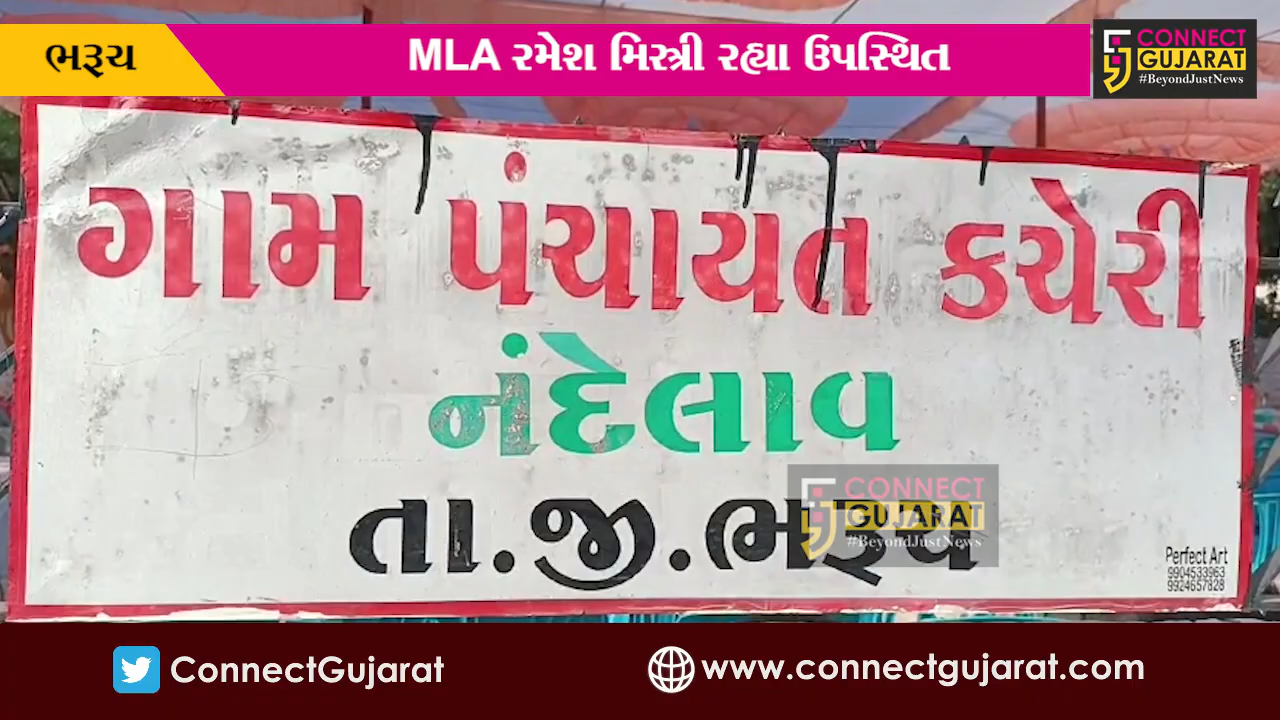 ભરૂચ
MLA રમેશ મિસ્ત્રી રહ્યા ઉપસ્થિત
CONNECT
GUJARAT
#BeyondJustNews
ગામ પંચાયત કચેરી
નંદેલાવ
તા.જી.ભરૂચ
CONNECT
GUJARAT
#BeyondJustNews
Perfect Art
9904533963
9924657828
ConnectGujarat
www.connectgujarat.com